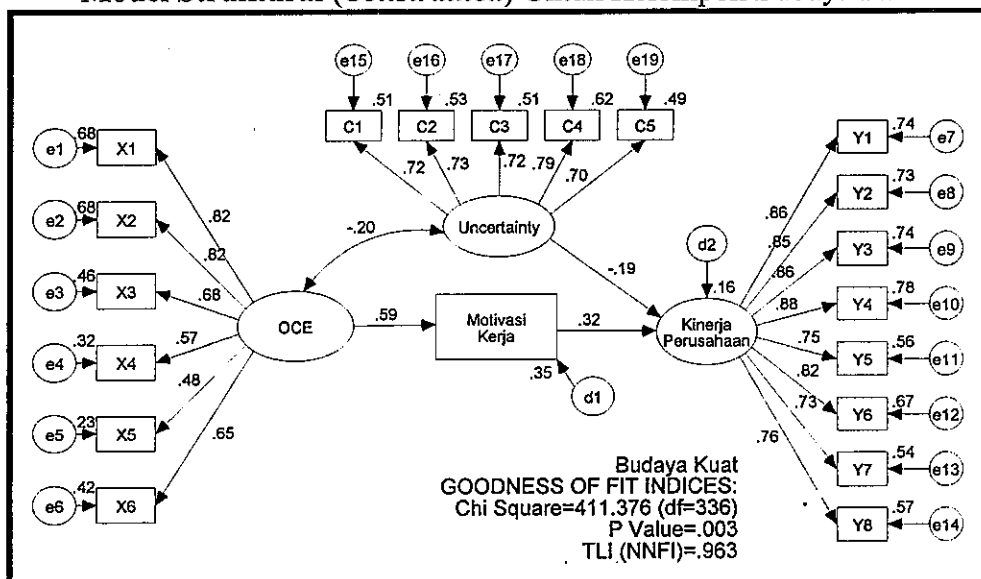 e15 e16 e17 e18 e19
.51 .53 .51 .62 .49
C1 C2 C3 C4 C5
.72 .73 .72 .79 .70
Uncertainty
-.20
-.19
e1 .68 X1
.82
e2 .68 X2
.82
e3 .46 X3
.68
e4 .32 X4
.57
e5 .23 X5
.48
e6 .42 X6
.65
OCE
.59
Motivasi
Kerja
.35
d1
.32
d2
.16
Kinerja
Perusahaan
.86
Y1 .74 e7
.85
Y2 .73 e8
.86
Y3 .74 e9
.88
Y4 .78 e10
.75
Y5 .56 e11
.82
Y6 .67 e12
.73
Y7 .54 e13
.76
Y8 .57 e14
Budaya Kuat
GOODNESS OF FIT INDICES:
Chi Square=411.376 (df=336)
P Value=.003
TLI (NNFI)=.963